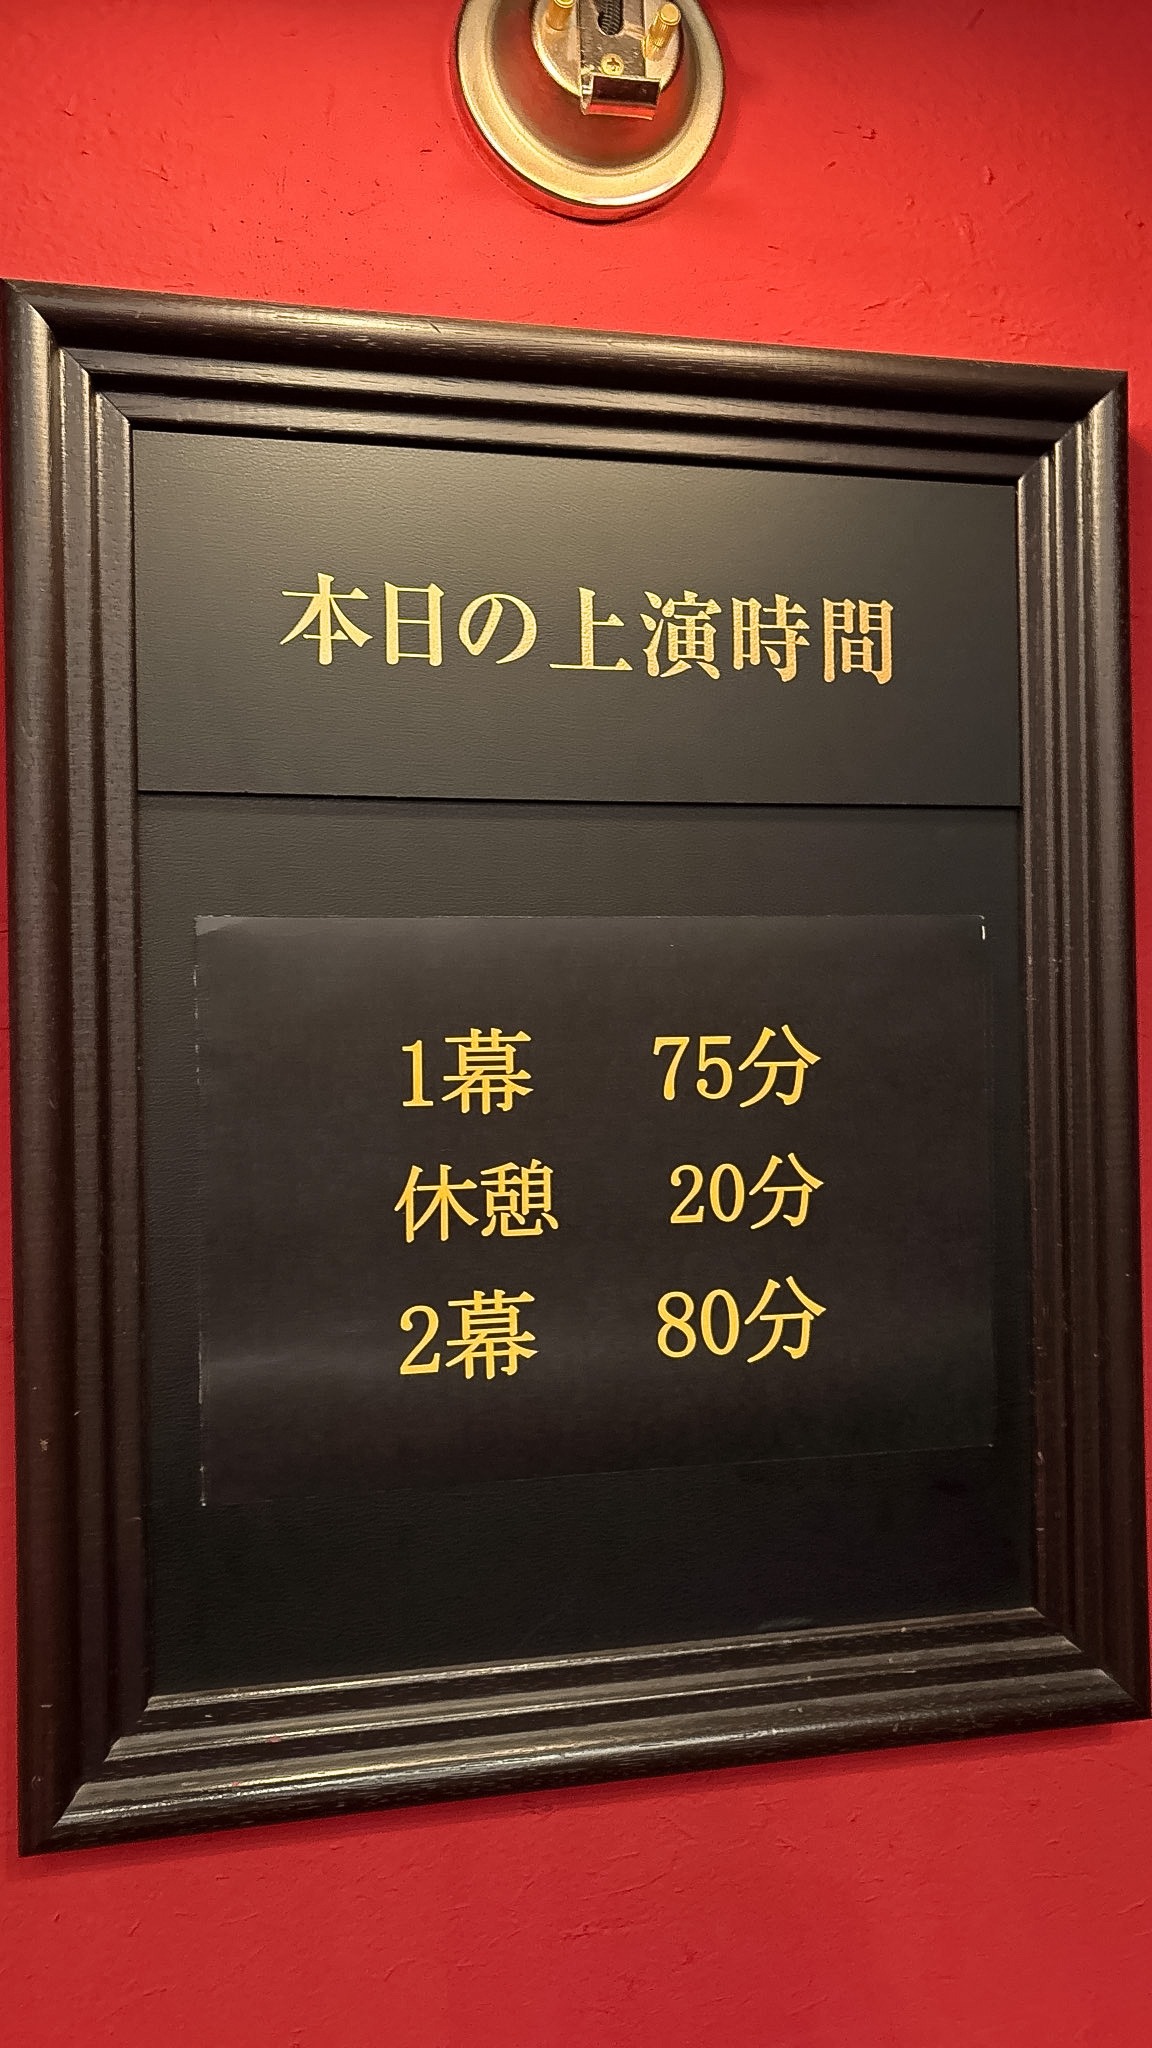 本日の上演時間
1幕 75分
休憩 20分
2幕 80分